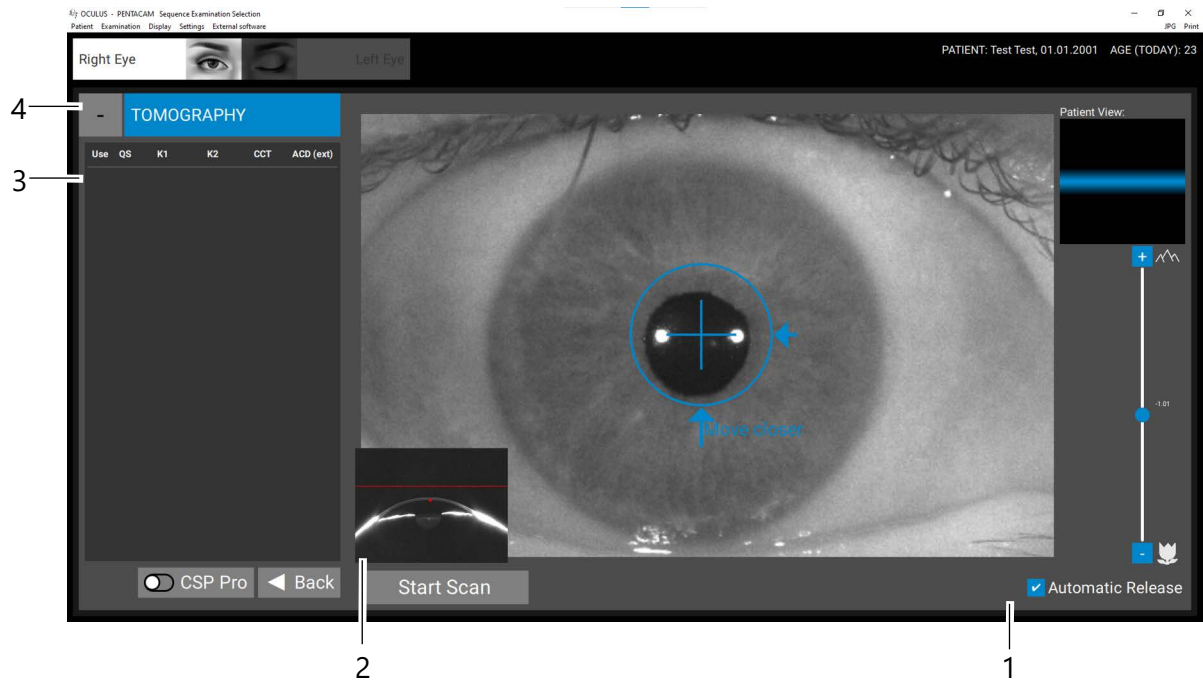 OCULUS - PENTACAM Sequence Examination Selection
Patient Examination Display Settings External software
JPG Print
Right Eye
Left Eye
PATIENT: Test Test, 01.01.2001 AGE (TODAY): 23
4
- TOMOGRAPHY
Patient View:
Use QS K1 K2 CCT ACD (ext)
3
+
-1.01
Move closer
-
CSP Pro
Back
Start Scan
Automatic Release
2
1